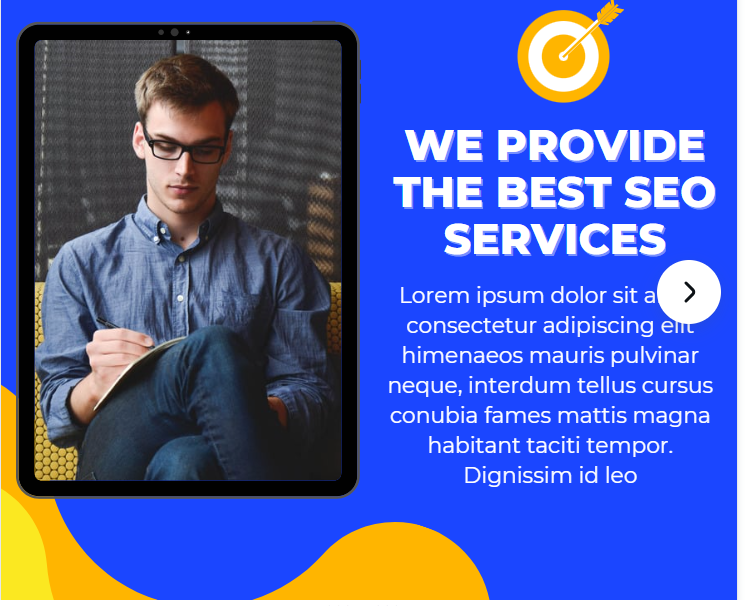 WE PROVIDE
THE BEST SEO
SERVICES
Lorem ipsum dolor sit
consectetur adipiscing elit
himenaeos mauris pulvinar
neque, interdum tellus cursus
conubia fames mattis magna
habitant taciti tempor.
Dignissim id leo